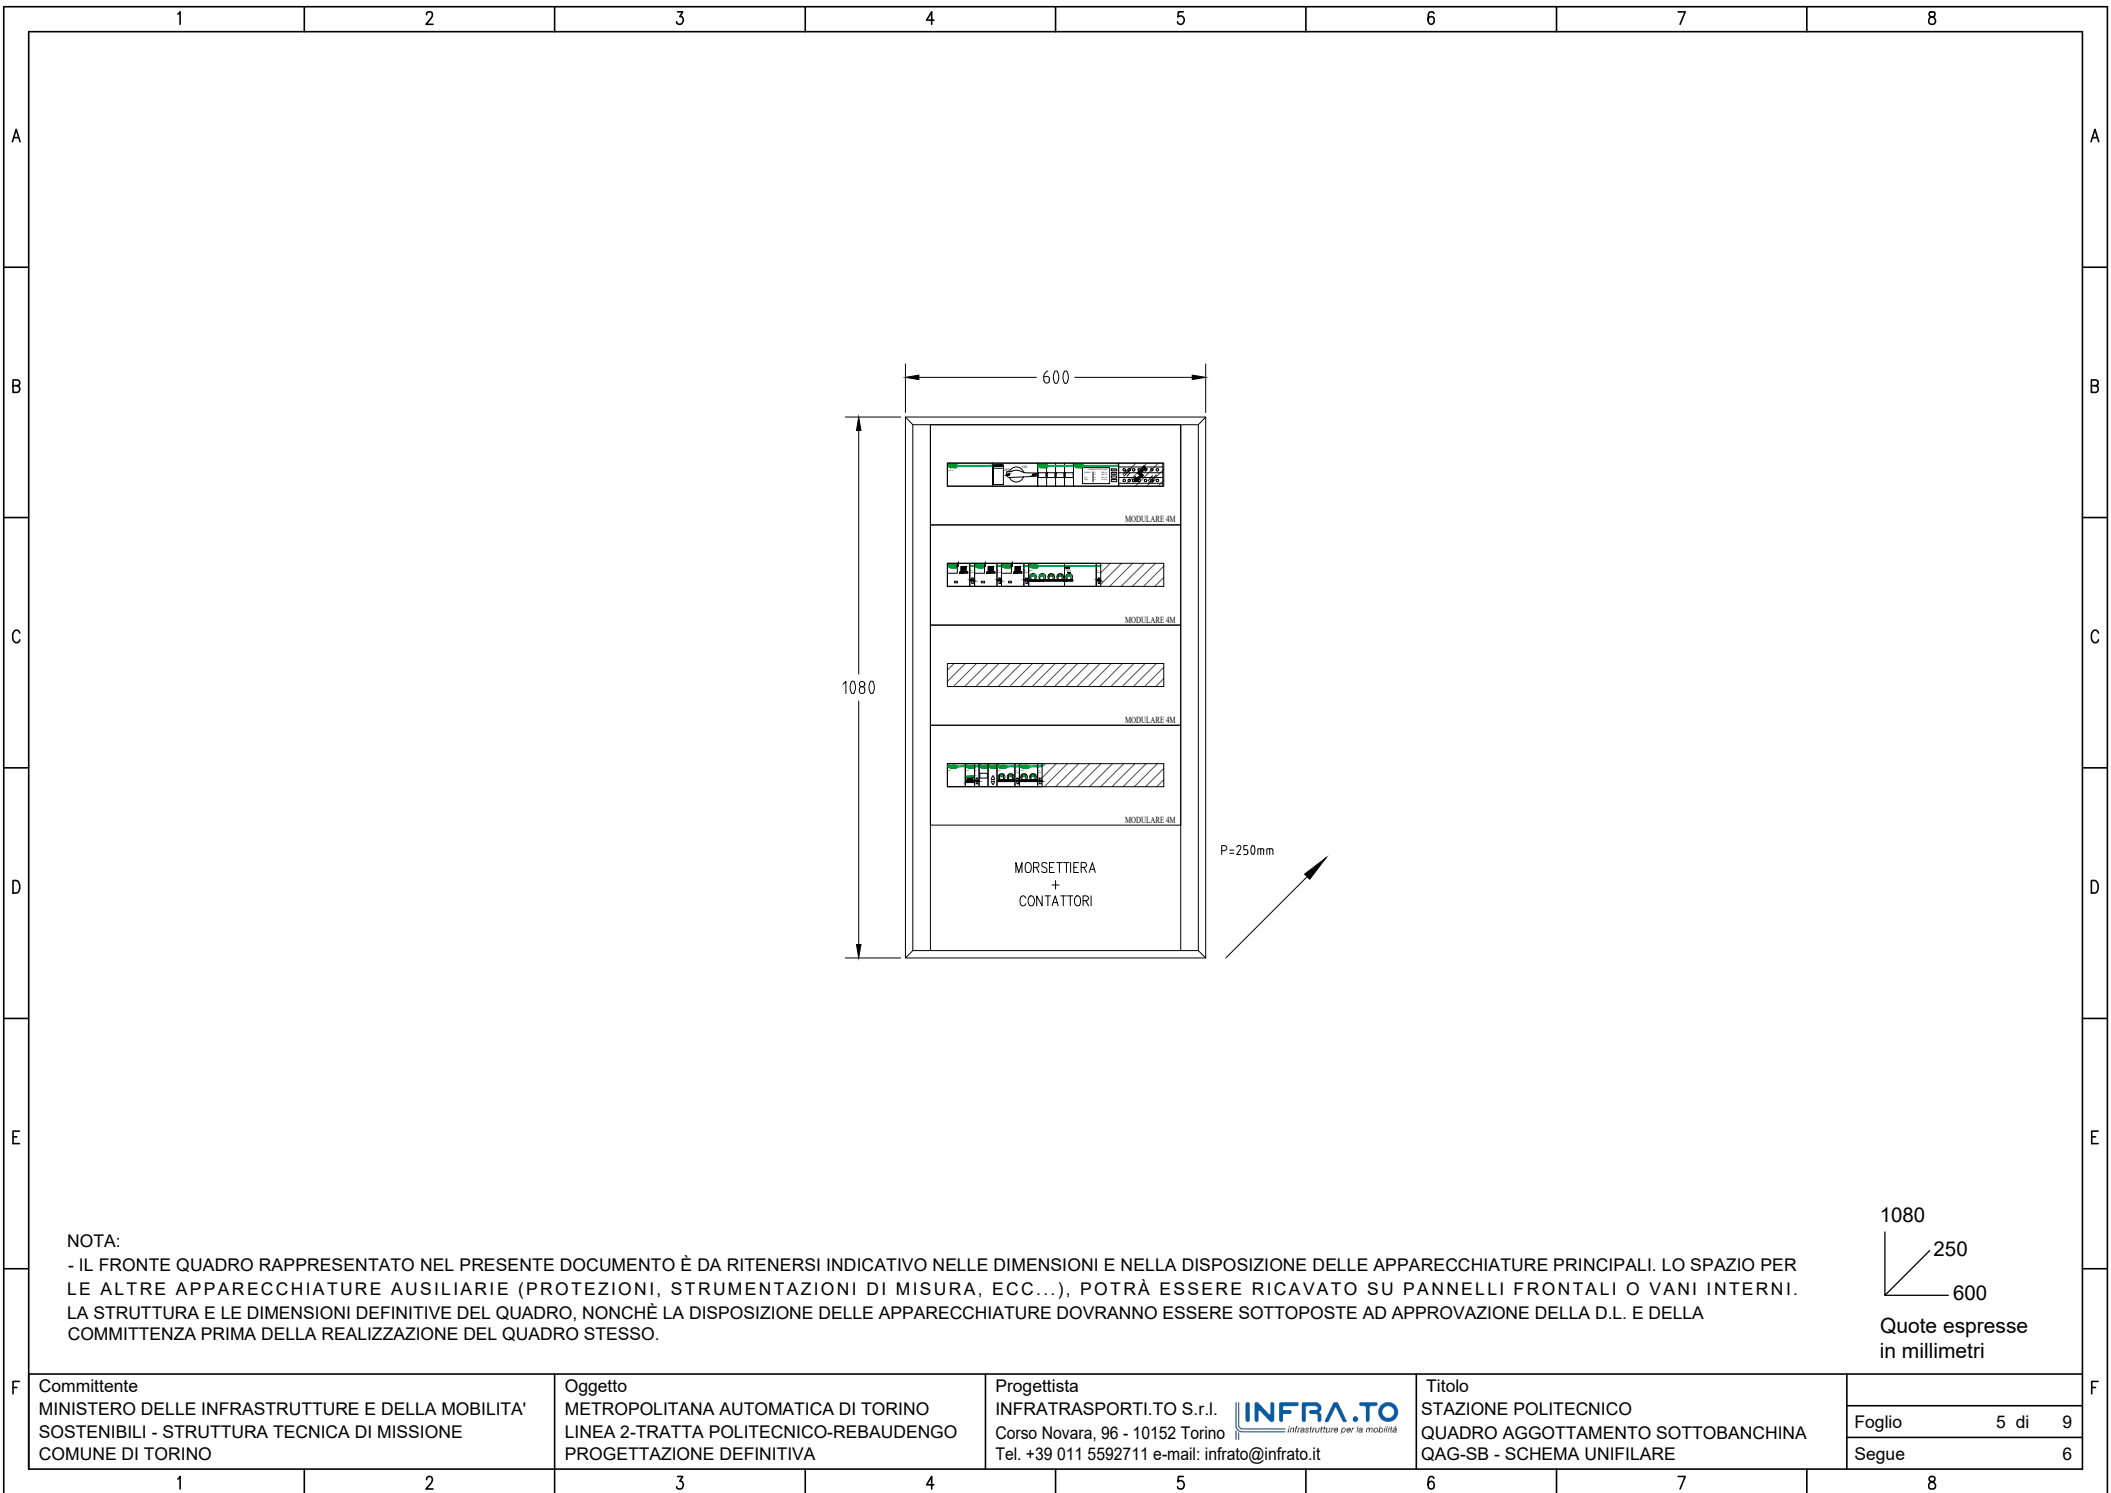 1 2 3 4 5 6 7 8
A A
B B
C C
D D
E E
F F
600
1080
MODULARE 4M
MODULARE 4M
MODULARE 4M
MODULARE 4M
MORSETTIERA
+
CONTATTORI
P=250mm
NOTA:
- IL FRONTE QUADRO RAPPRESENTATO NEL PRESENTE DOCUMENTO È DA RITENERSI INDICATIVO NELLE DIMENSIONI E NELLA DISPOSIZIONE DELLE APPARECCHIATURE PRINCIPALI. LO SPAZIO PER
LE ALTRE APPARECCHIATURE AUSILIARIE (PROTEZIONI, STRUMENTAZIONI DI MISURA, ECC...), POTRÀ ESSERE RICAVATO SU PANNELLI FRONTALI O VANI INTERNI.
LA STRUTTURA E LE DIMENSIONI DEFINITIVE DEL QUADRO, NONCHÈ LA DISPOSIZIONE DELLE APPARECCHIATURE DOVRANNO ESSERE SOTTOPOSTE AD APPROVAZIONE DELLA D.L. E DELLA
COMMITTENZA PRIMA DELLA REALIZZAZIONE DEL QUADRO STESSO.
1080
250
600
Quote espresse
in millimetri
Committente
MINISTERO DELLE INFRASTRUTTURE E DELLA MOBILITA'
SOSTENIBILI - STRUTTURA TECNICA DI MISSIONE
COMUNE DI TORINO
Oggetto
METROPOLITANA AUTOMATICA DI TORINO
LINEA 2-TRATTA POLITECNICO-REBAUDENGO
PROGETTAZIONE DEFINITIVA
Progettista
INFRATRASPORTI.TO S.r.l.
Corso Novara, 96 - 10152 Torino
Tel. +39 011 5592711 e-mail: infrato@infrato.it
INFRA.TO
infrastrutture per la mobilità
Titolo
STAZIONE POLITECNICO
QUADRO AGGOTTAMENTO SOTTOBANCHINA
QAG-SB - SCHEMA UNIFILARE
Foglio 5 di 9
Segue 6
1 2 3 4 5 6 7 8